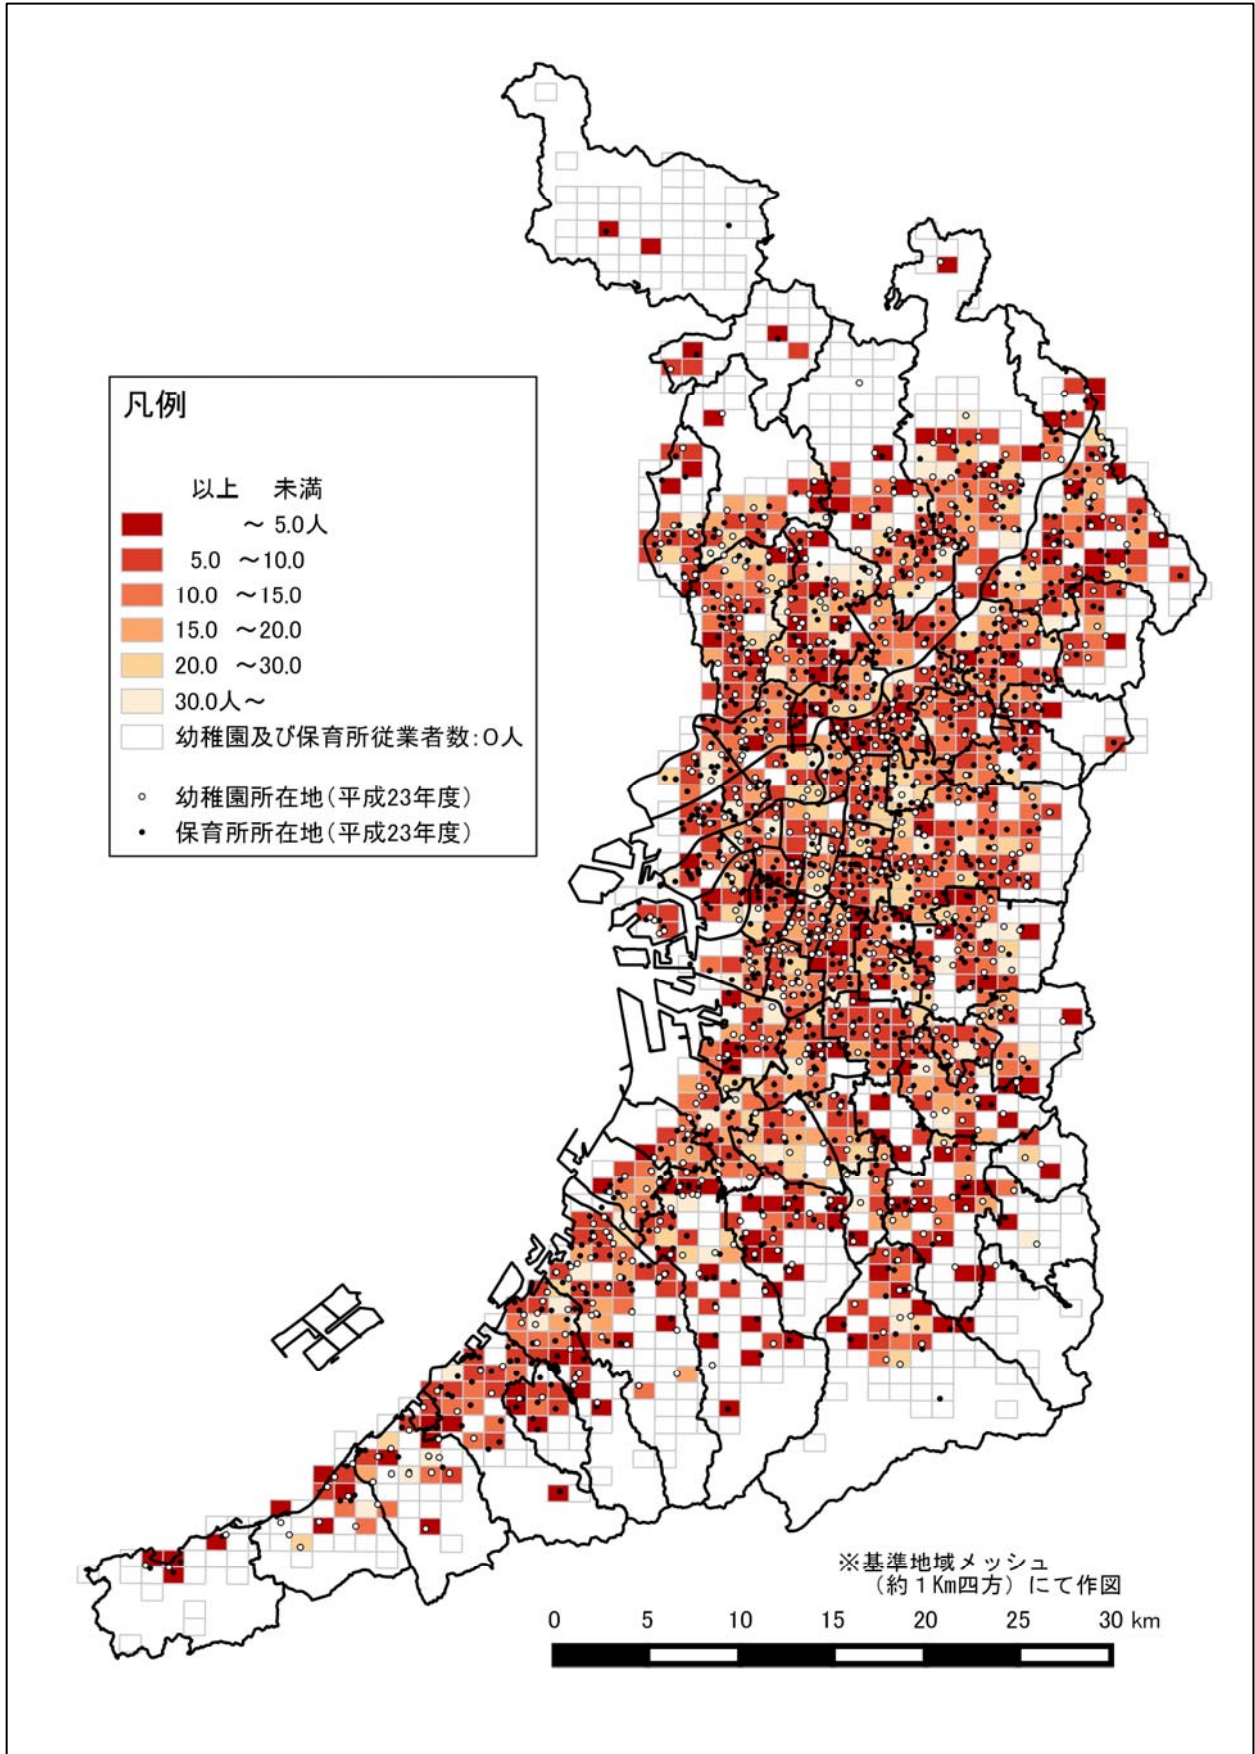 凡例
以上 未満
～ 5.0人
5.0 ～10.0
10.0 ～15.0
15.0 ～20.0
20.0 ～30.0
30.0人～
幼稚園及び保育所従業者数:0人
幼稚園所在地(平成23年度)
保育所所在地(平成23年度)
※基準地域メッシュ
(約１Km四方)にて作図
0 5 10 15 20 25 30 km